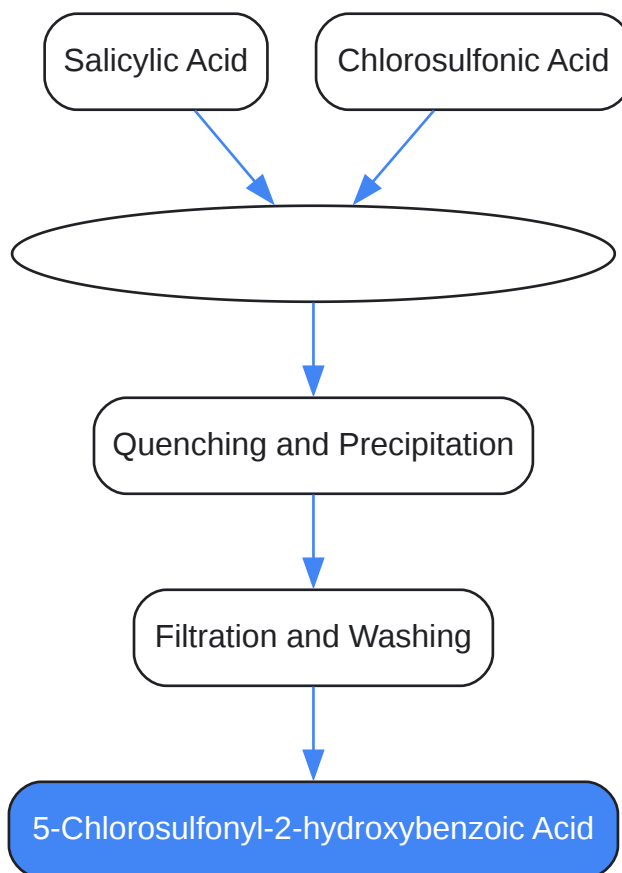 Salicylic Acid
Chlorosulfonic Acid
Quenching and Precipitation
Filtration and Washing
5-Chlorosulfonyl-2-hydroxybenzoic Acid